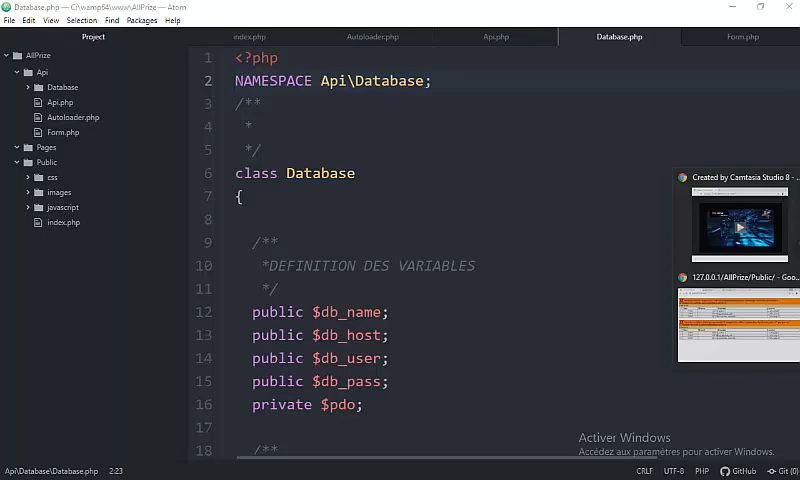 Database.php — C:\wamp64\www\AllPrize — Atom
File Edit View Selection Find Packages Help
Project
index.php
Autoloader.php
Api.php
Database.php
Form.php
AllPrize
Api
Database
Api.php
Autoloader.php
Form.php
Pages
Public
css
images
javascript
index.php
1 <?php
2 NAMESPACE Api\Database;
3 /**
4 *
5 */
6 class Database
7 {
8
9 /**
10 *DEFINITION DES VARIABLES
11 */
12 public $db_name;
13 public $db_host;
14 public $db_user;
15 public $db_pass;
16 private $pdo;
17
18 /**
Created by Camtasia Studio 8 - ...
127.0.0.1/AllPrize/Public/ - Goo...
Activer Windows
Accédez aux paramètres pour activer Windows.
Api\Database\Database.php 2:23
CRLF UTF-8 PHP GitHub Git (0)